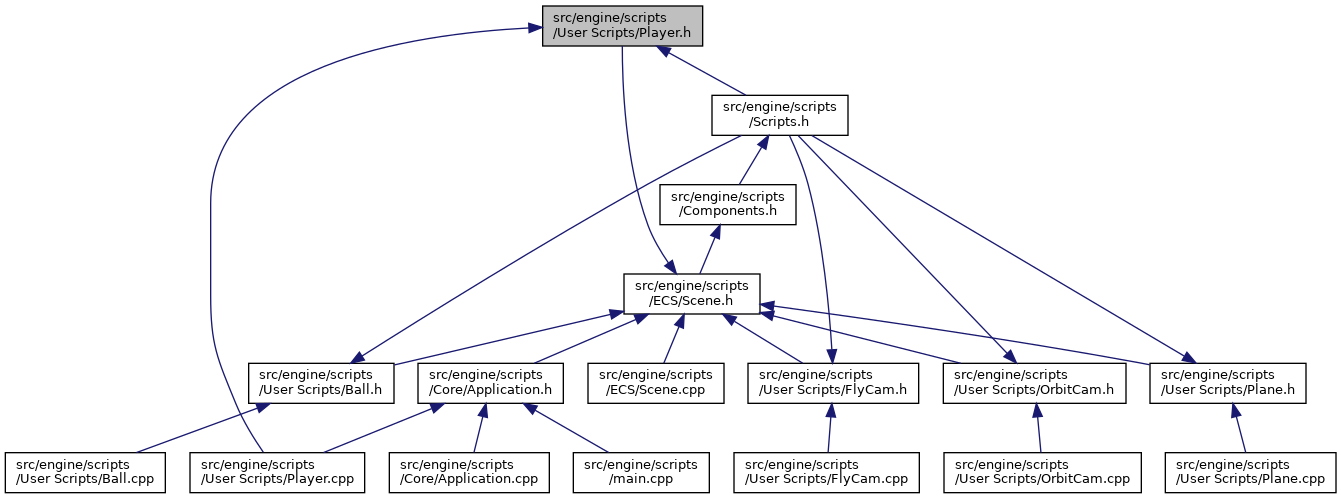 src/engine/scripts
/User Scripts/Player.h
src/engine/scripts
/Scripts.h
src/engine/scripts
/Components.h
src/engine/scripts
/ECS/Scene.h
src/engine/scripts
/User Scripts/Ball.h
src/engine/scripts
/Core/Application.h
src/engine/scripts
/ECS/Scene.cpp
src/engine/scripts
/User Scripts/FlyCam.h
src/engine/scripts
/User Scripts/OrbitCam.h
src/engine/scripts
/User Scripts/Plane.h
src/engine/scripts
/User Scripts/Ball.cpp
src/engine/scripts
/User Scripts/Player.cpp
src/engine/scripts
/Core/Application.cpp
src/engine/scripts
/main.cpp
src/engine/scripts
/User Scripts/FlyCam.cpp
src/engine/scripts
/User Scripts/OrbitCam.cpp
src/engine/scripts
/User Scripts/Plane.cpp